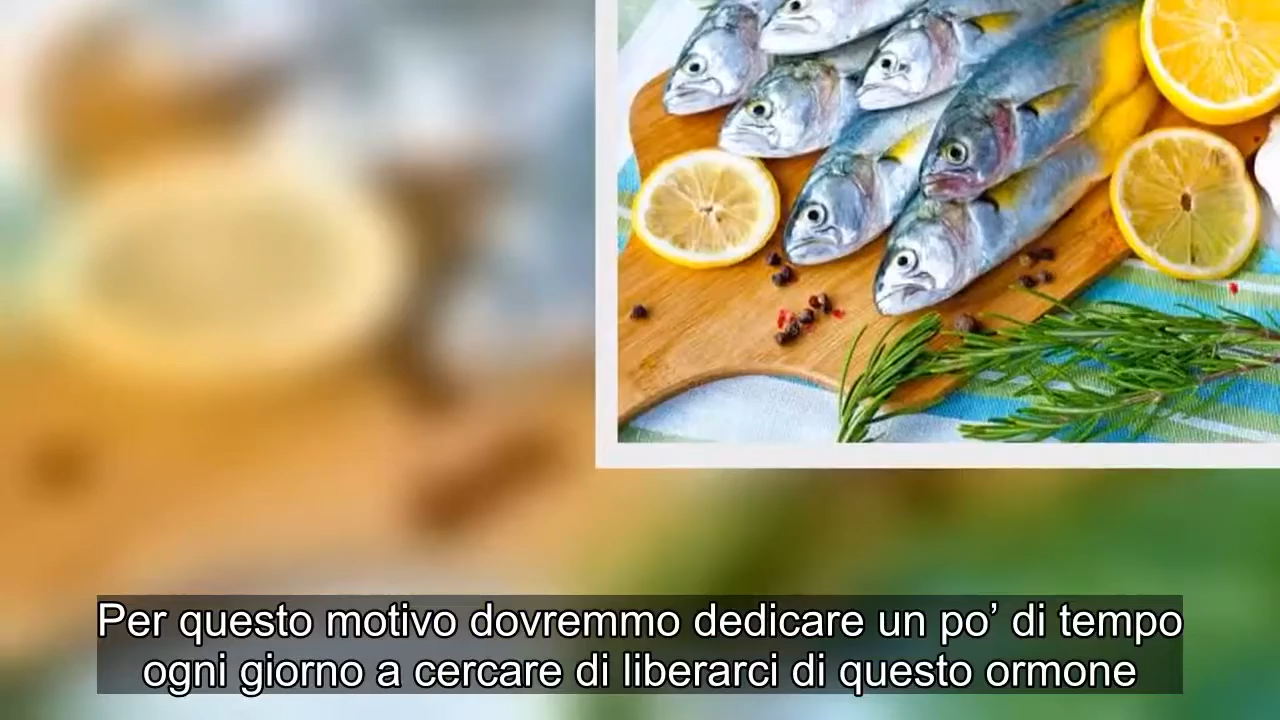 Per questo motivo dovremmo dedicare un po’ di tempo
ogni giorno a cercare di liberarci di questo ormone